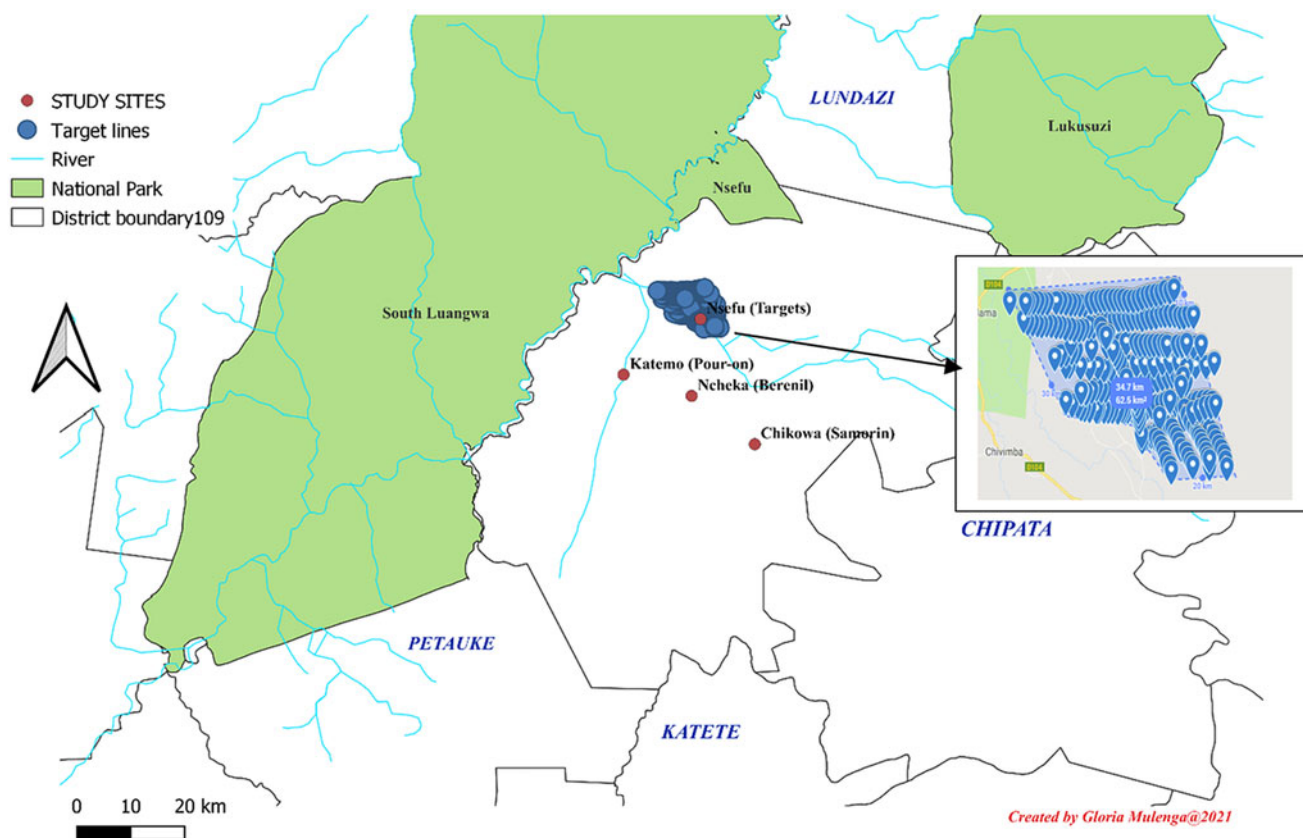 STUDY SITES
Target lines
River
National Park
District boundary109
LUNDAZI
Lukusuzi
Nsefu
South Luangwa
Nsefu (Targets)
Katemo (Pour-on)
Ncheka (Berenil)
Chikowa (Samorin)
D104
34.7 km
62.5 km²
Chivimba
D104
20 km
CHIPATA
PETAUKE
KATETE
0 10 20 km
Created by Gloria Mulenga@2021